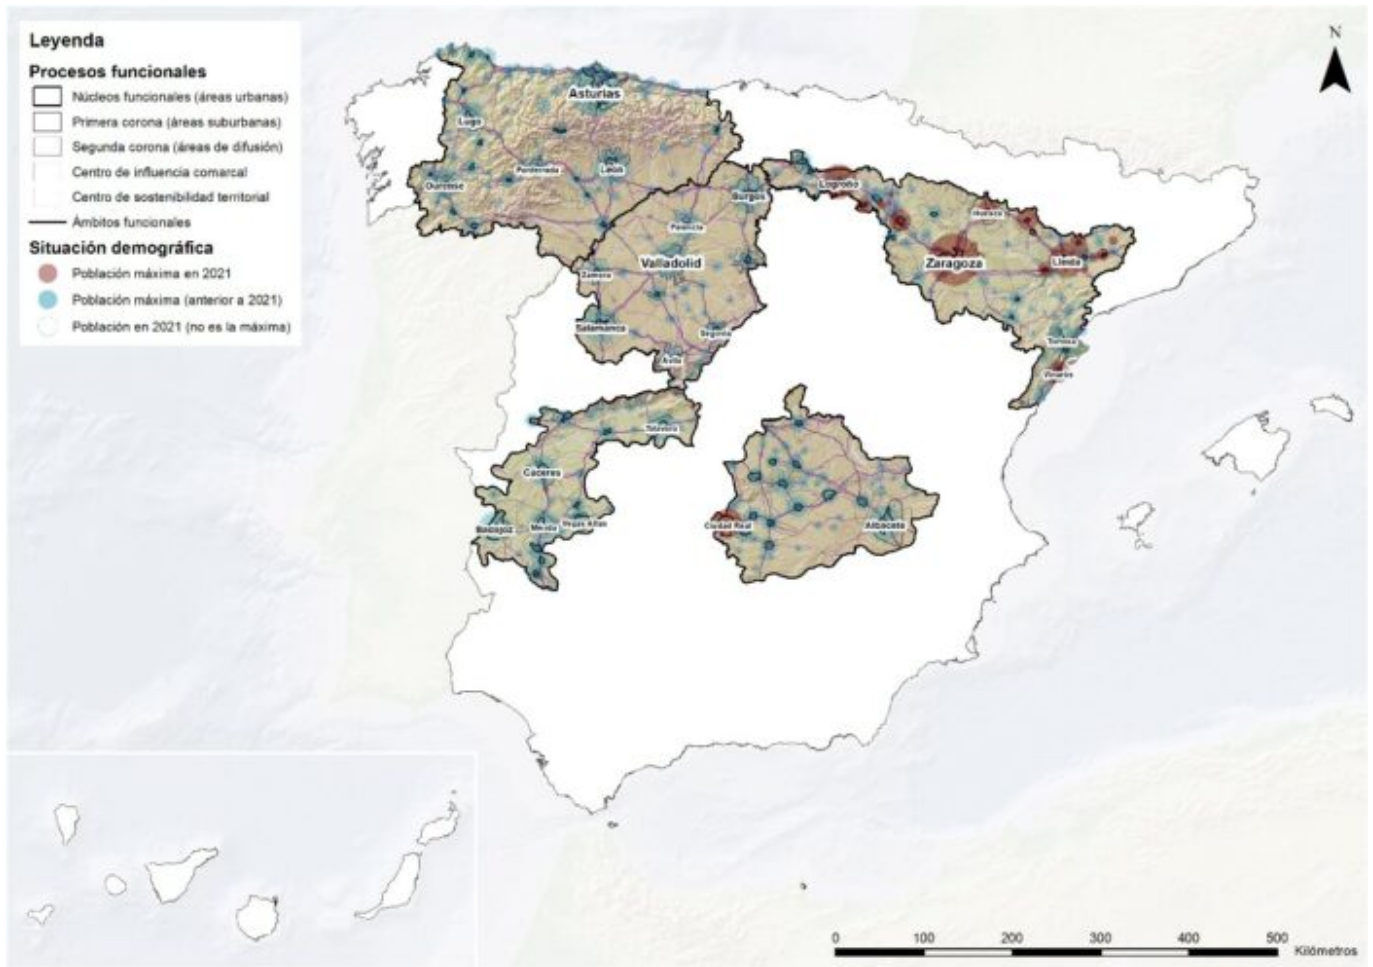 Leyenda
Procesos funcionales
Núcleos funcionales (áreas urbanas)
Primera corona (áreas suburbanas)
Segunda corona (áreas de difusión)
Centro de influencia comarcal
Centro de sostenibilidad territorial
Ámbitos funcionales
Situación demográfica
Población máxima en 2021
Población máxima (anterior a 2021)
Población en 2021 (no es la máxima)
N
Asturias
Lugo
Ponferrada
León
Ourense
Burgos
Logroño
Palencia
Huesca
Valladolid
Zaragoza
Lleida
Zamora
Salamanca
Segovia
Ávila
Tortosa
Vinaròs
Talavera
Cáceres
Badajoz
Mérida
Vegas Altas
Ciudad Real
Albacete
0 100 200 300 400 500
Kilómetros